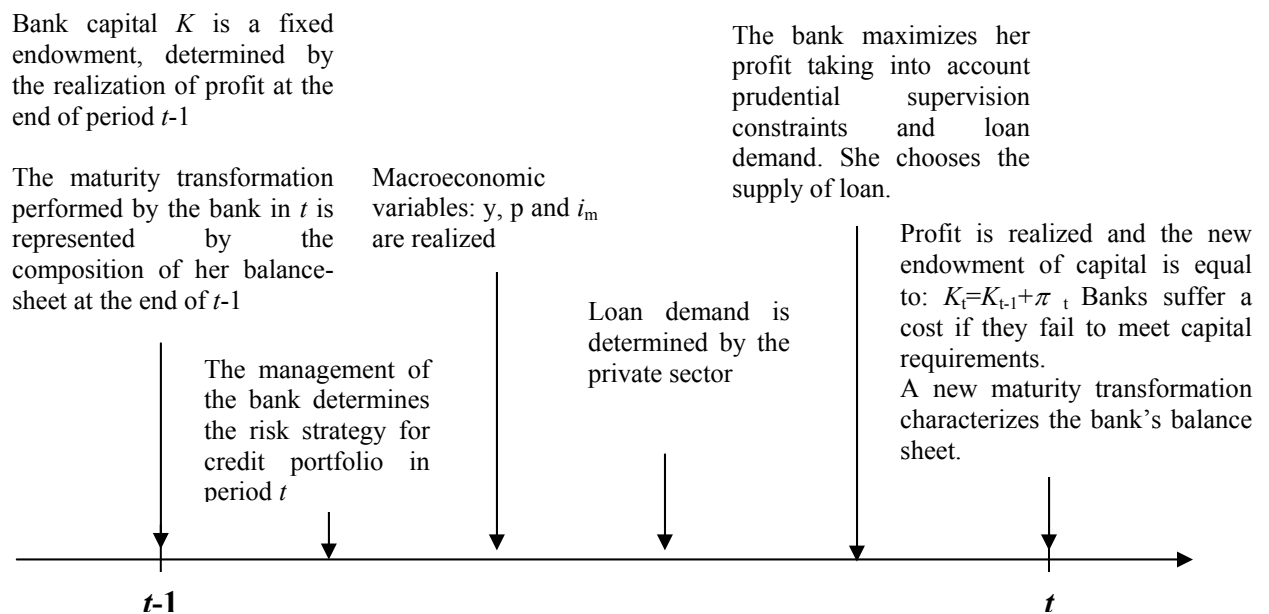 Bank capital K is a fixed
endowment, determined by
the realization of profit at the
end of period t-1
The maturity transformation
performed by the bank in t is
represented by the
composition of her balance-
sheet at the end of t-1
The management of
the bank determines
the risk strategy for
credit portfolio in
period t
Macroeconomic
variables: y, p and iₘ
are realized
Loan demand is
determined by the
private sector
The bank maximizes her
profit taking into account
prudential supervision
constraints and loan
demand. She chooses the
supply of loan.
Profit is realized and the new
endowment of capital is equal
to: Kₜ=Kₜ₋₁+π ₜ Banks suffer a
cost if they fail to meet capital
requirements.
A new maturity transformation
characterizes the bank's balance
sheet.
t-1
t